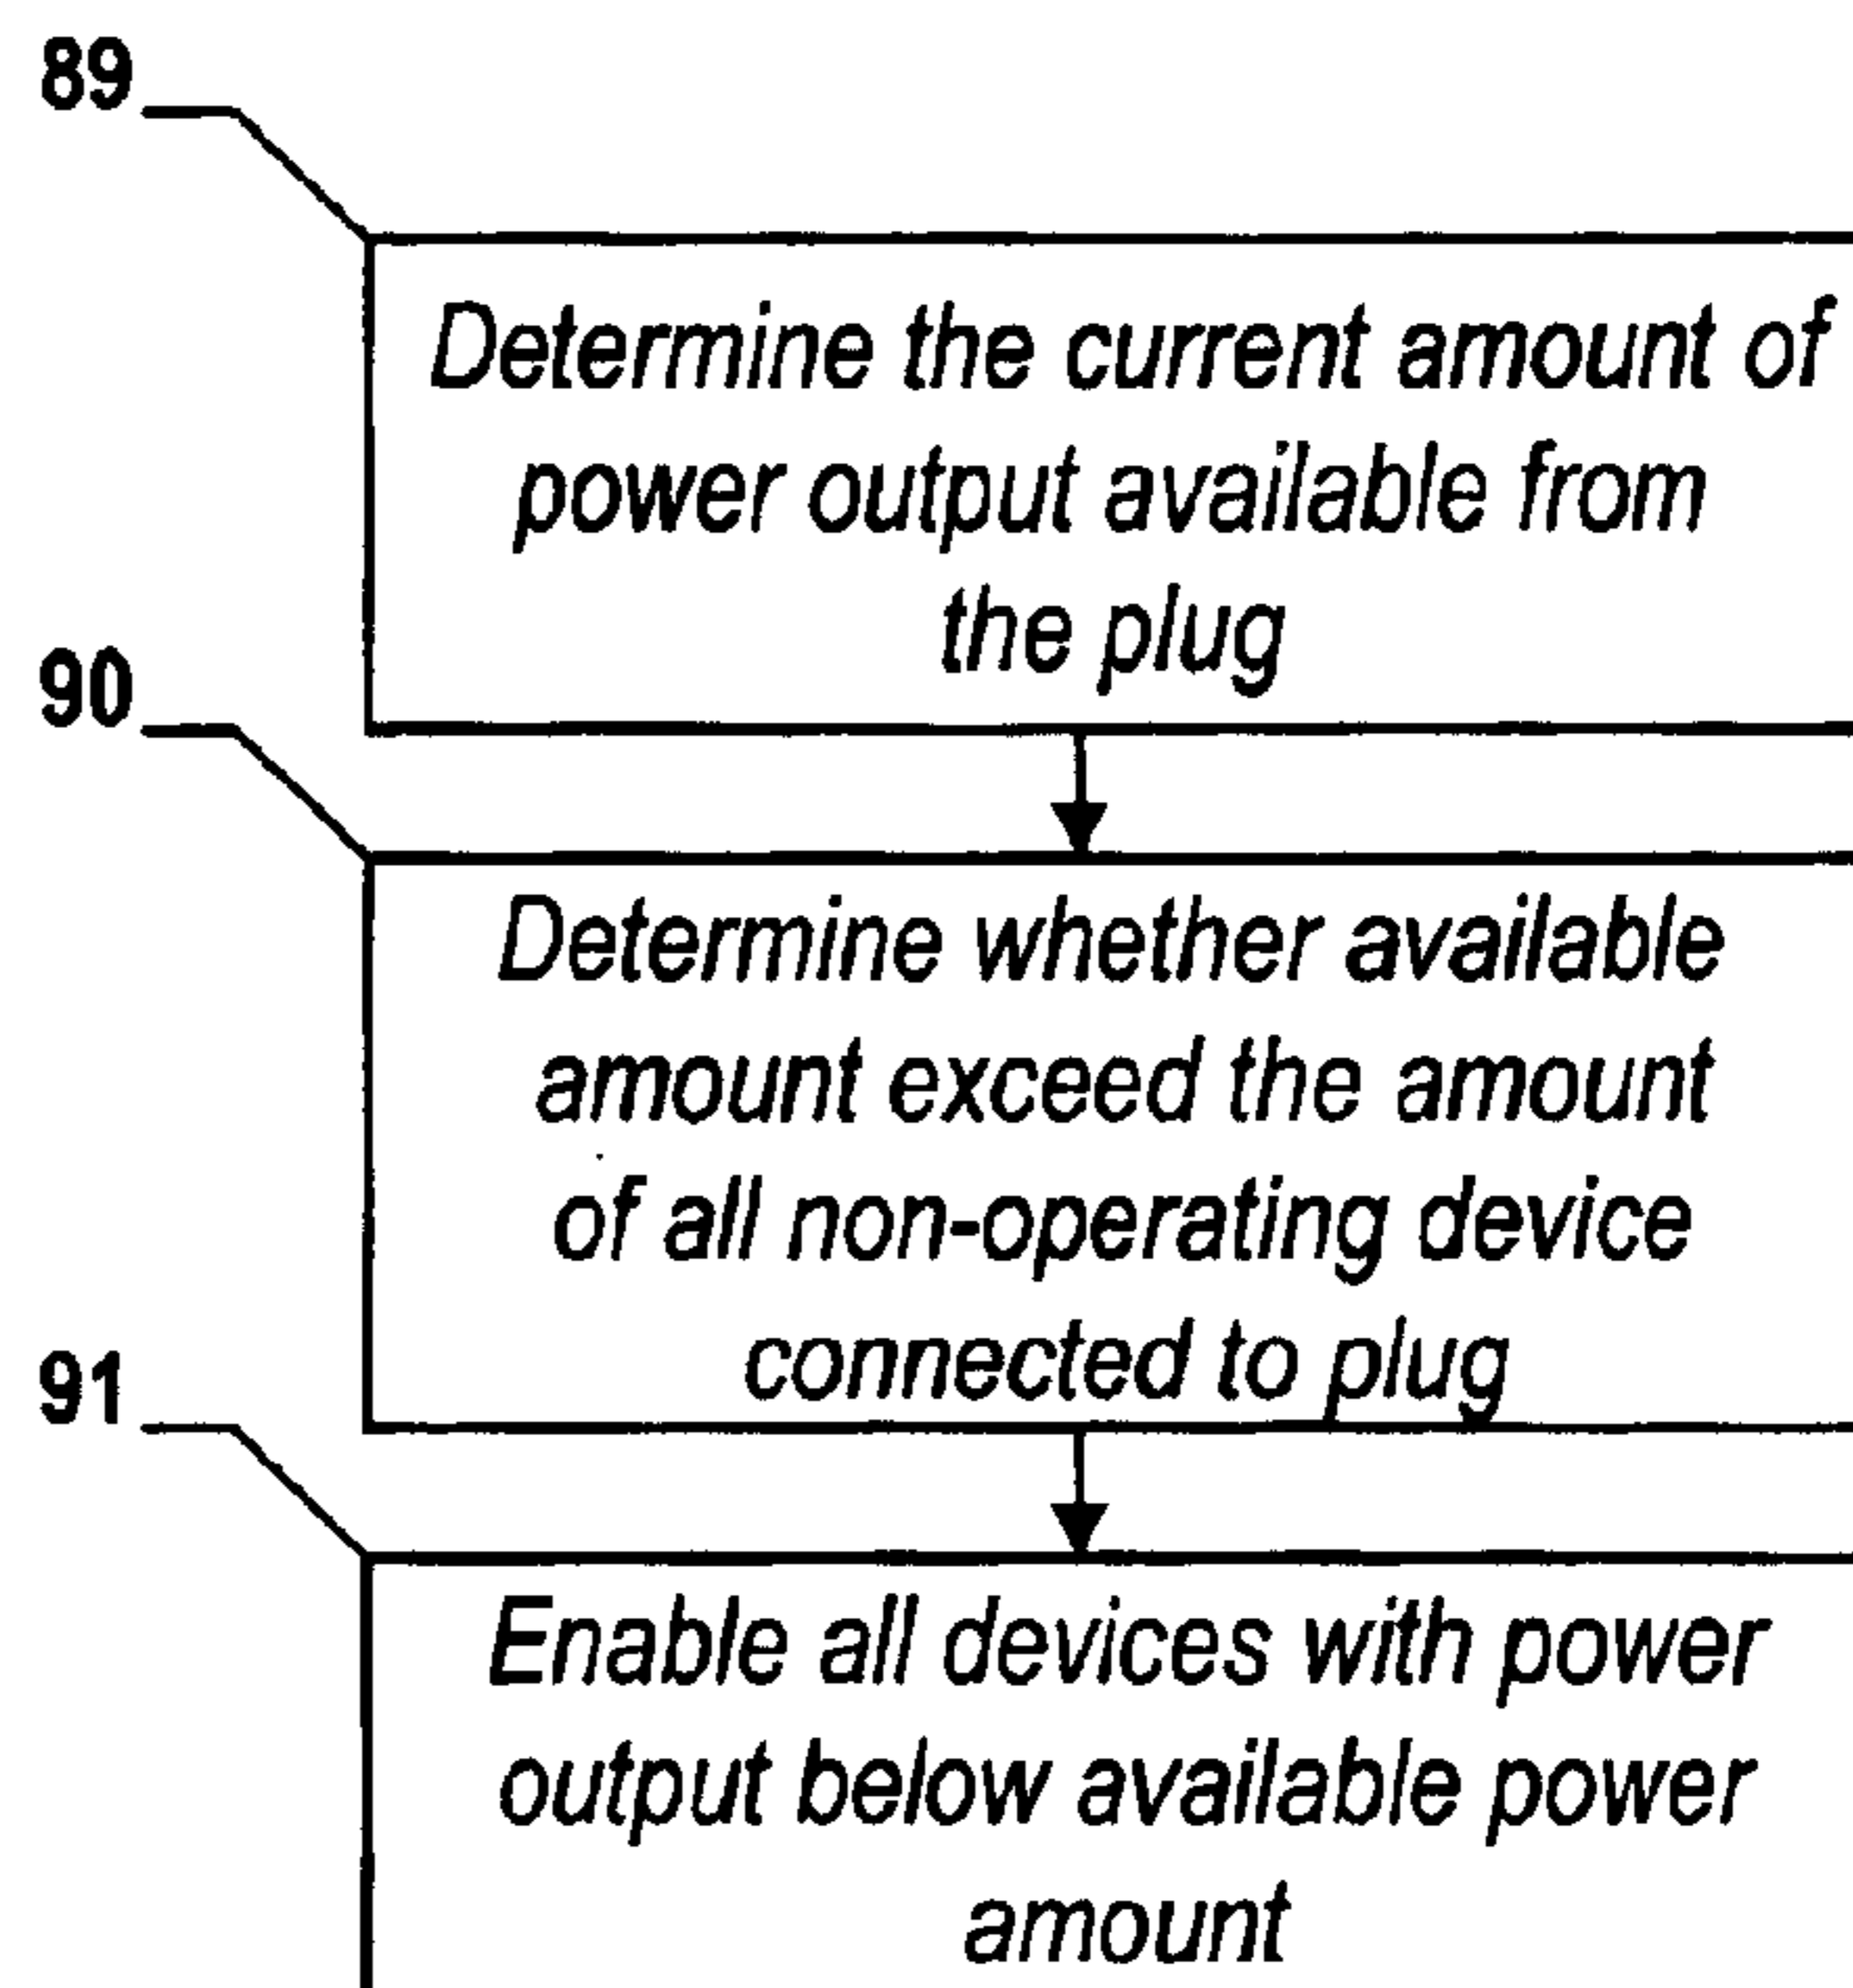 89
Determine the current amount of
power output available from
the plug
90
Determine whether available
amount exceed the amount
of all non-operating device
connected to plug
91
Enable all devices with power
output below available power
amount